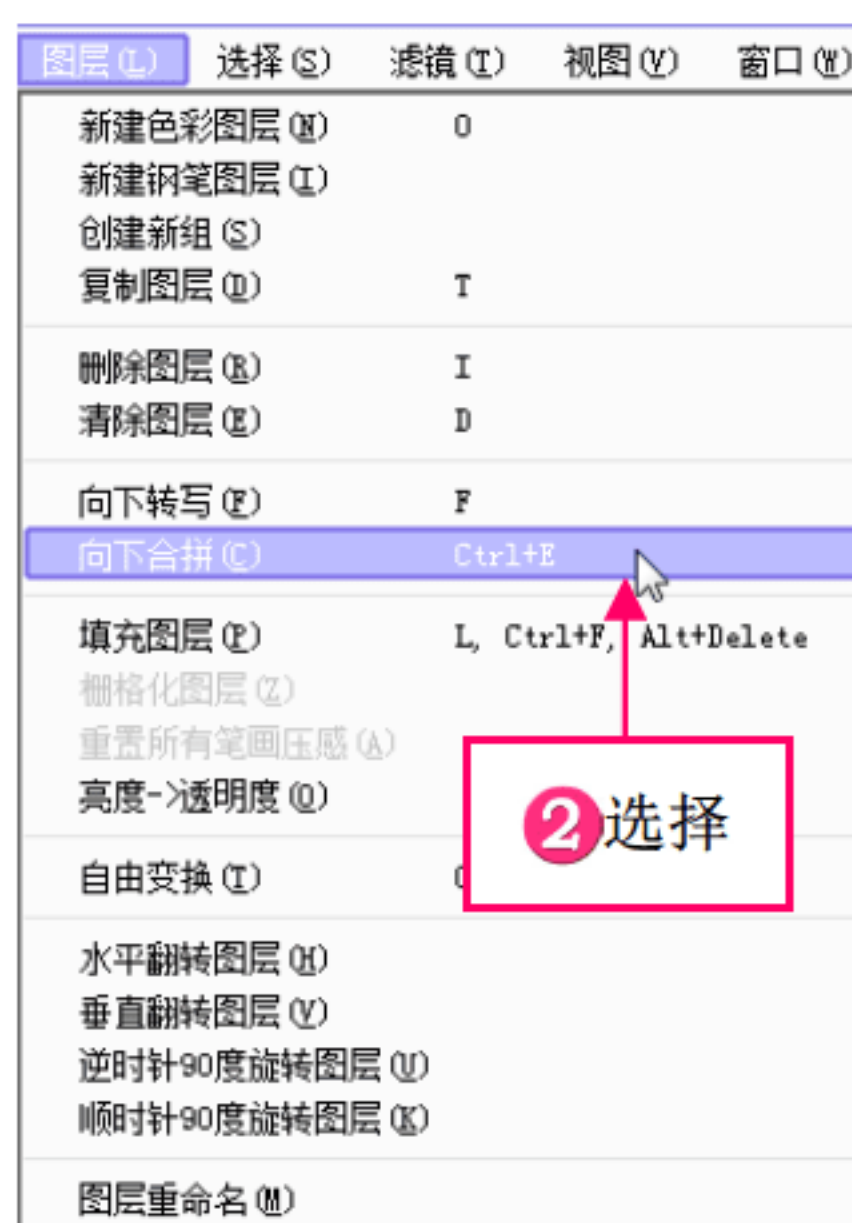 图层(L) 选择(S) 滤镜(T) 视图(V) 窗口(W)
新建色彩图层(N) O
新建钢笔图层(I)
创建新组(S)
复制图层(D) T
删除图层(R) I
清除图层(E) D
向下转写(F) F
向下合拼(C) Ctrl+E
填充图层(P) L, Ctrl+F, Alt+Delete
栅格化图层(Z)
重置所有笔画压感(A)
亮度->透明度(O)
2选择
自由变换(T)
水平翻转图层(H)
垂直翻转图层(V)
逆时针90度旋转图层(U)
顺时针90度旋转图层(K)
图层重命名(M)